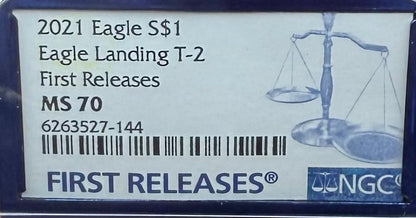 2021 Eagle S$1
Eagle Landing T-2
First Releases
MS 70
6263527-144
FIRST RELEASES®
NGC®